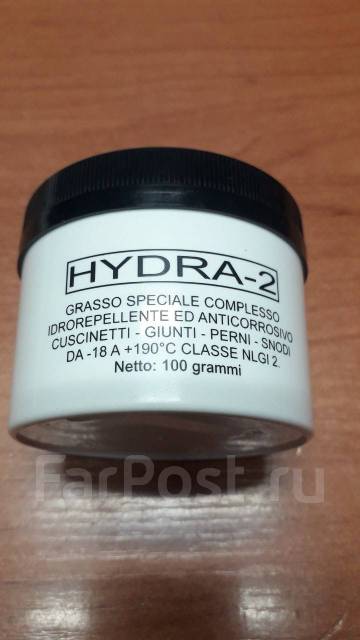 HYDRA-2
GRASSO SPECIALE COMPLESSO
IDROREPELLENTE ED ANTICORROSIVO
CUSCINETTI - GIUNTI - PERNI - SNODI
DA -18 A +190°C CLASSE NLGI 2.
Netto: 100 grammi
FarPost.ru